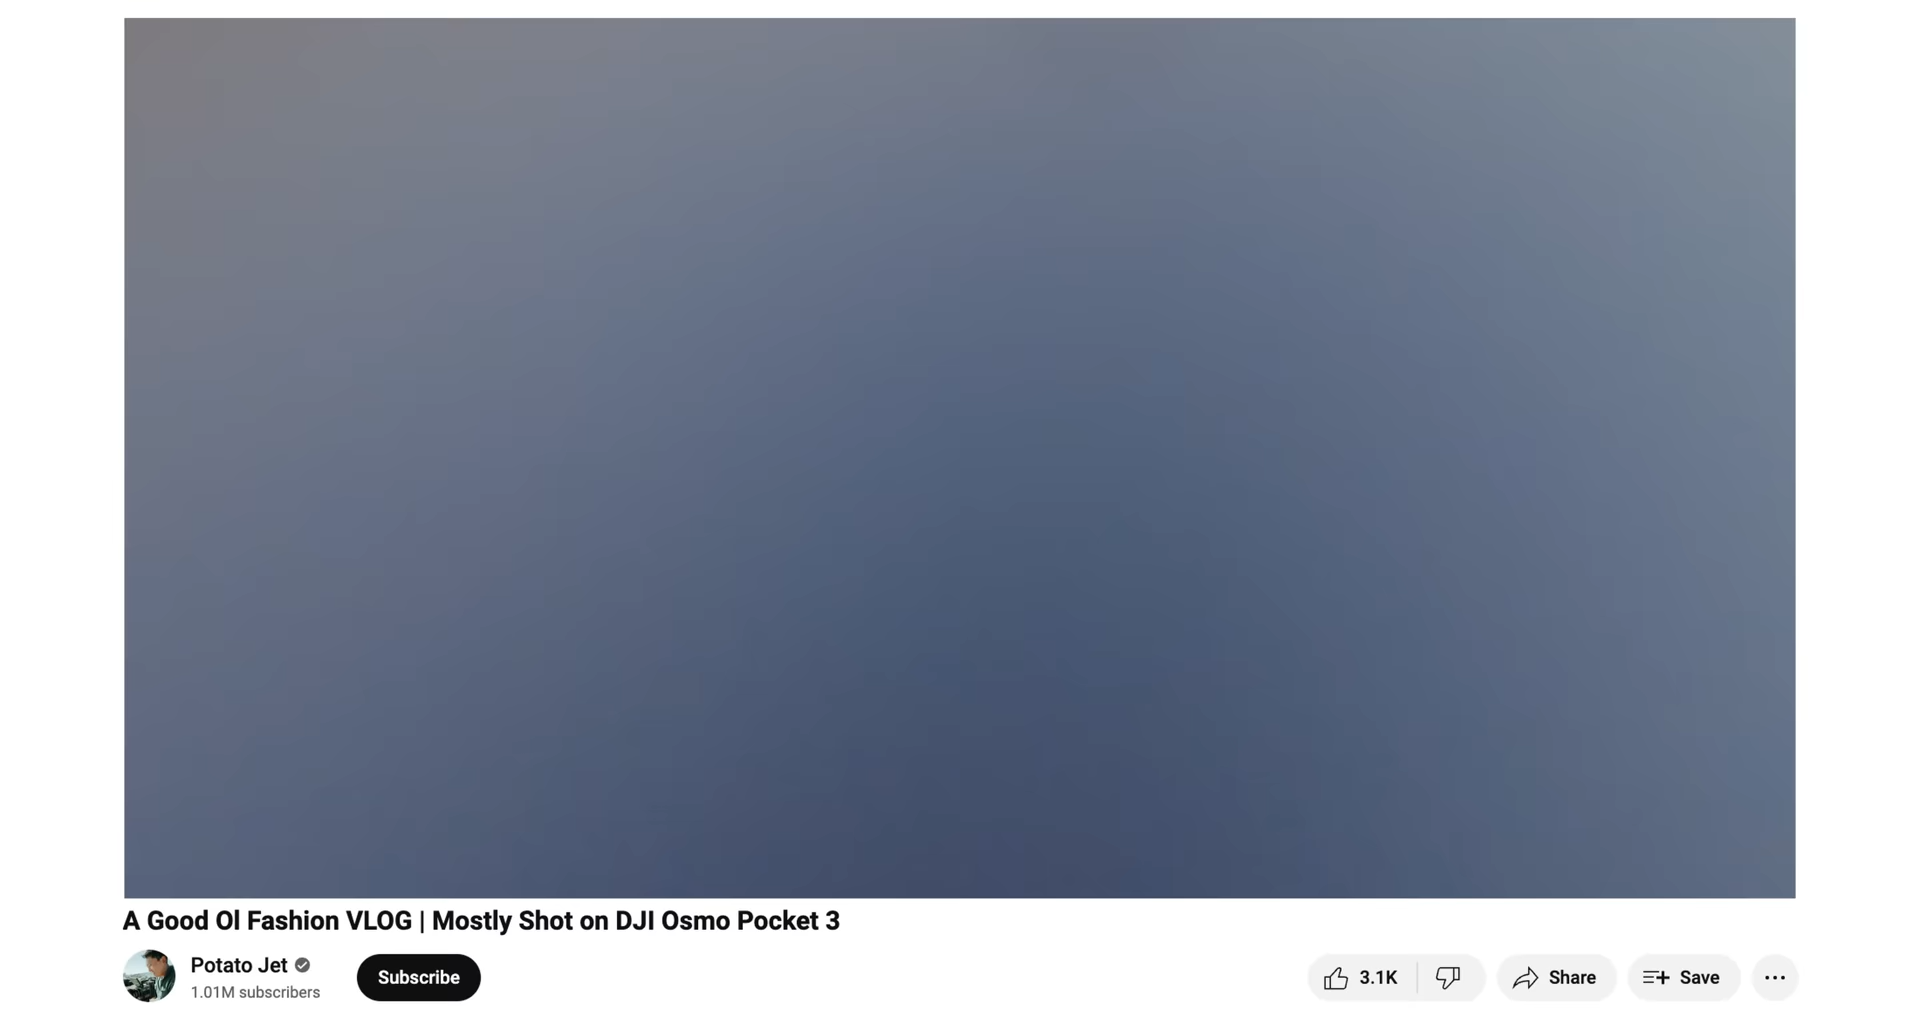 A Good Ol Fashion VLOG | Mostly Shot on DJI Osmo Pocket 3
Potato Jet
1.01M subscribers
Subscribe
3.1K
Share
Save